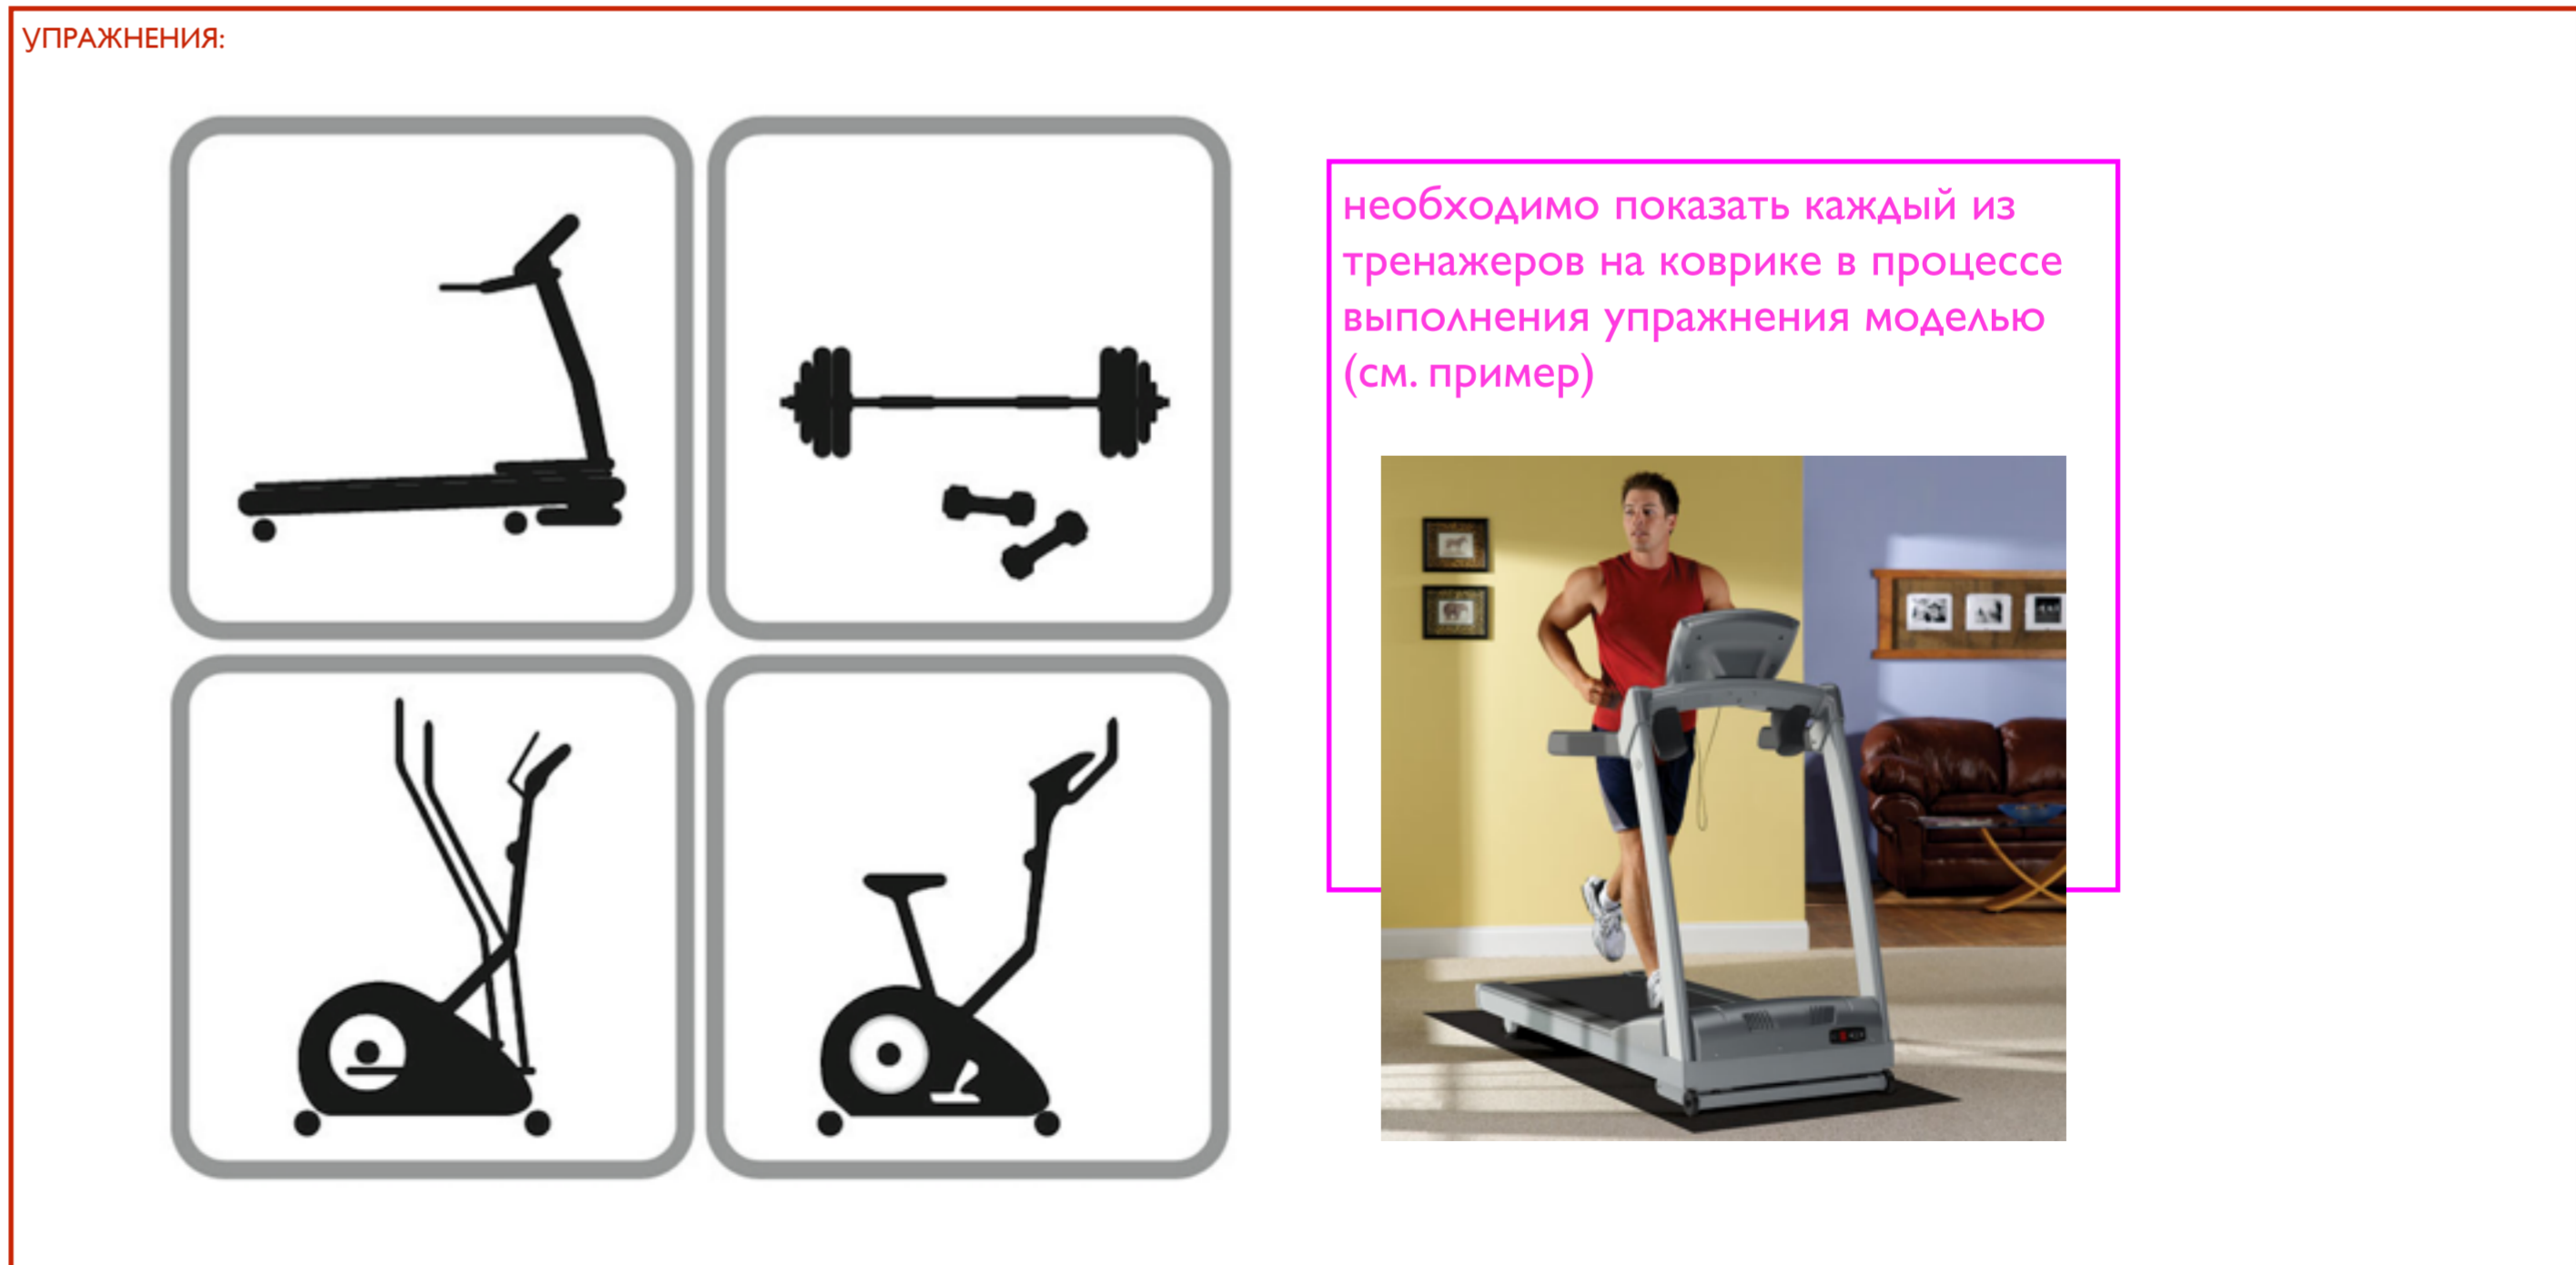 УПРАЖНЕНИЯ:
необходимо показать каждый из
тренажеров на коврике в процессе
выполнения упражнения моделью
(см. пример)